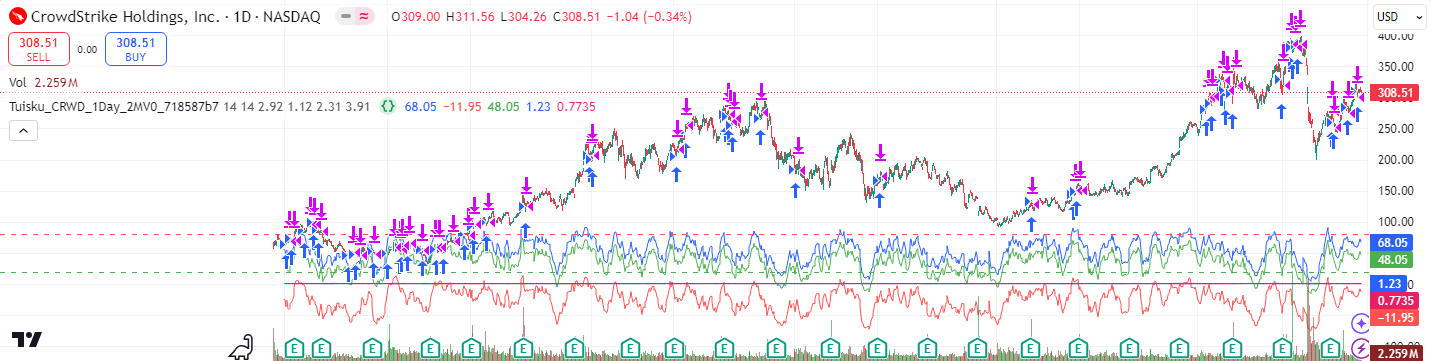 CrowdStrike Holdings, Inc. · 1D · NASDAQ O309.00 H311.56 L304.26 C308.51 −1.04 (−0.34%)
USD
308.51 SELL 0.00 308.51 BUY
Vol 2.259 M
Tuisku_CRWD_1Day_2MV0_718587b7 14 14 2.92 1.12 2.31 3.91 {} 68.05 −11.95 48.05 1.23 0.7735
400.00
350.00
308.51
250.00
200.00
150.00
100.00
68.05
48.05
1.23
0.7735
−11.95
2.259 M
E E E E E E E E E E E E E E E E E E E E E E